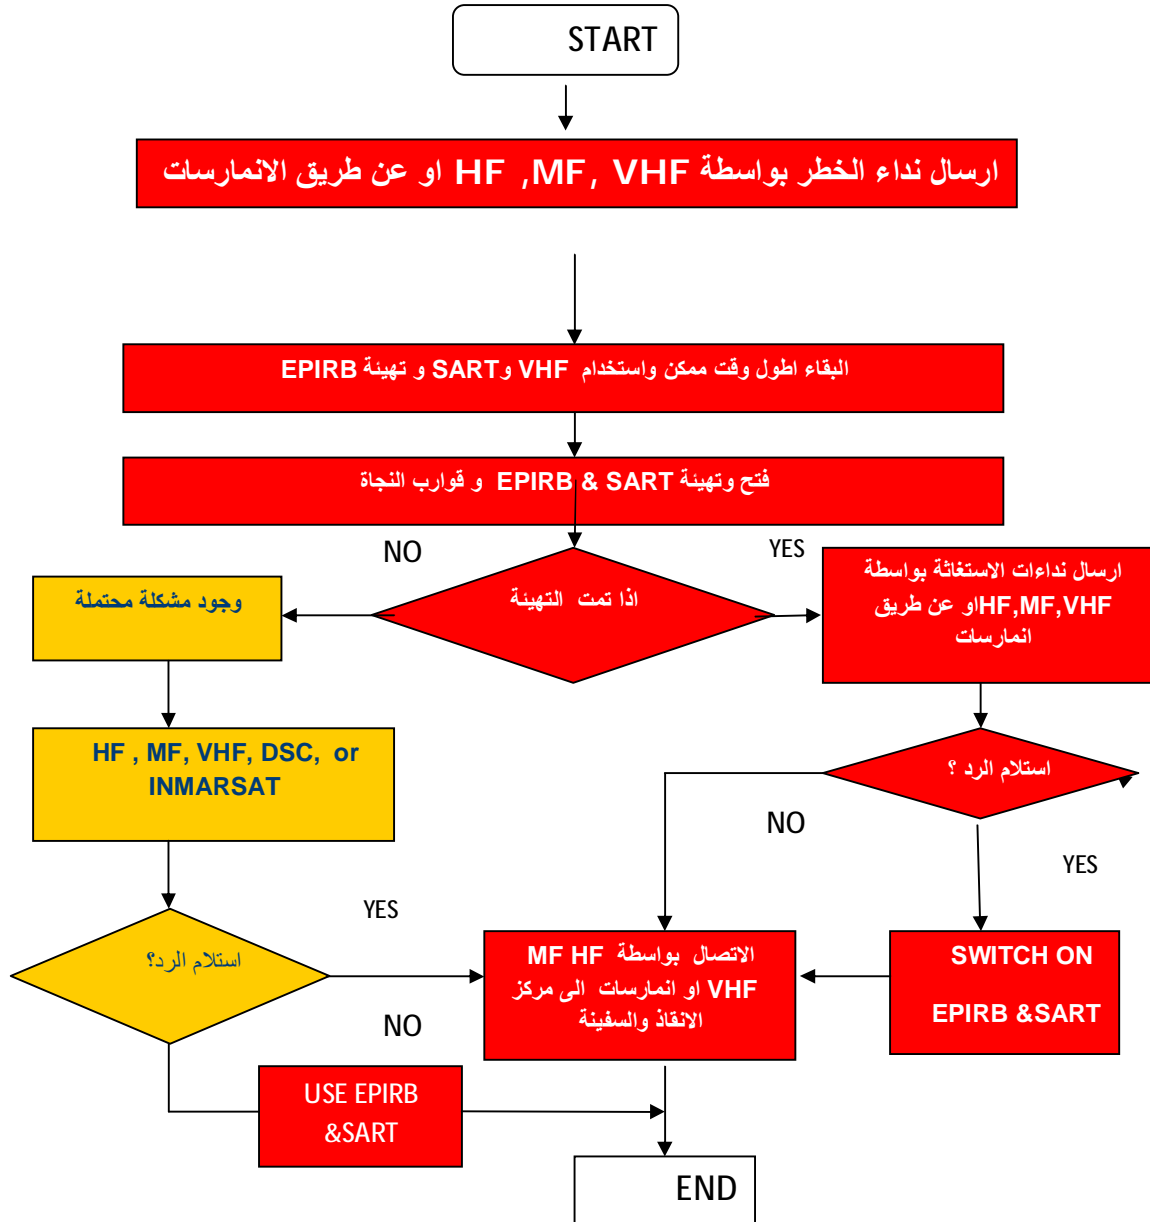 START
ارسال نداء الخطر بواسطة HF ,MF, VHF او عن طريق الانمارسات
البقاء اطول وقت ممكن واستخدام VHF وSART و تهيئة EPIRB
فتح وتهيئة EPIRB & SART و قوارب النجاة
NO
YES
اذا تمت التهيئة
وجود مشكلة محتملة
ارسال نداءات الاستغاثة بواسطة
HF,MF,VHFاو عن طريق
انمارسات
HF , MF, VHF, DSC, or
INMARSAT
استلام الرد ؟
NO
YES
YES
استلام الرد؟
NO
الاتصال بواسطة MF HF
VHF او انمارسات الى مركز
الانقاذ والسفينة
SWITCH ON
EPIRB &SART
USE EPIRB
&SART
END